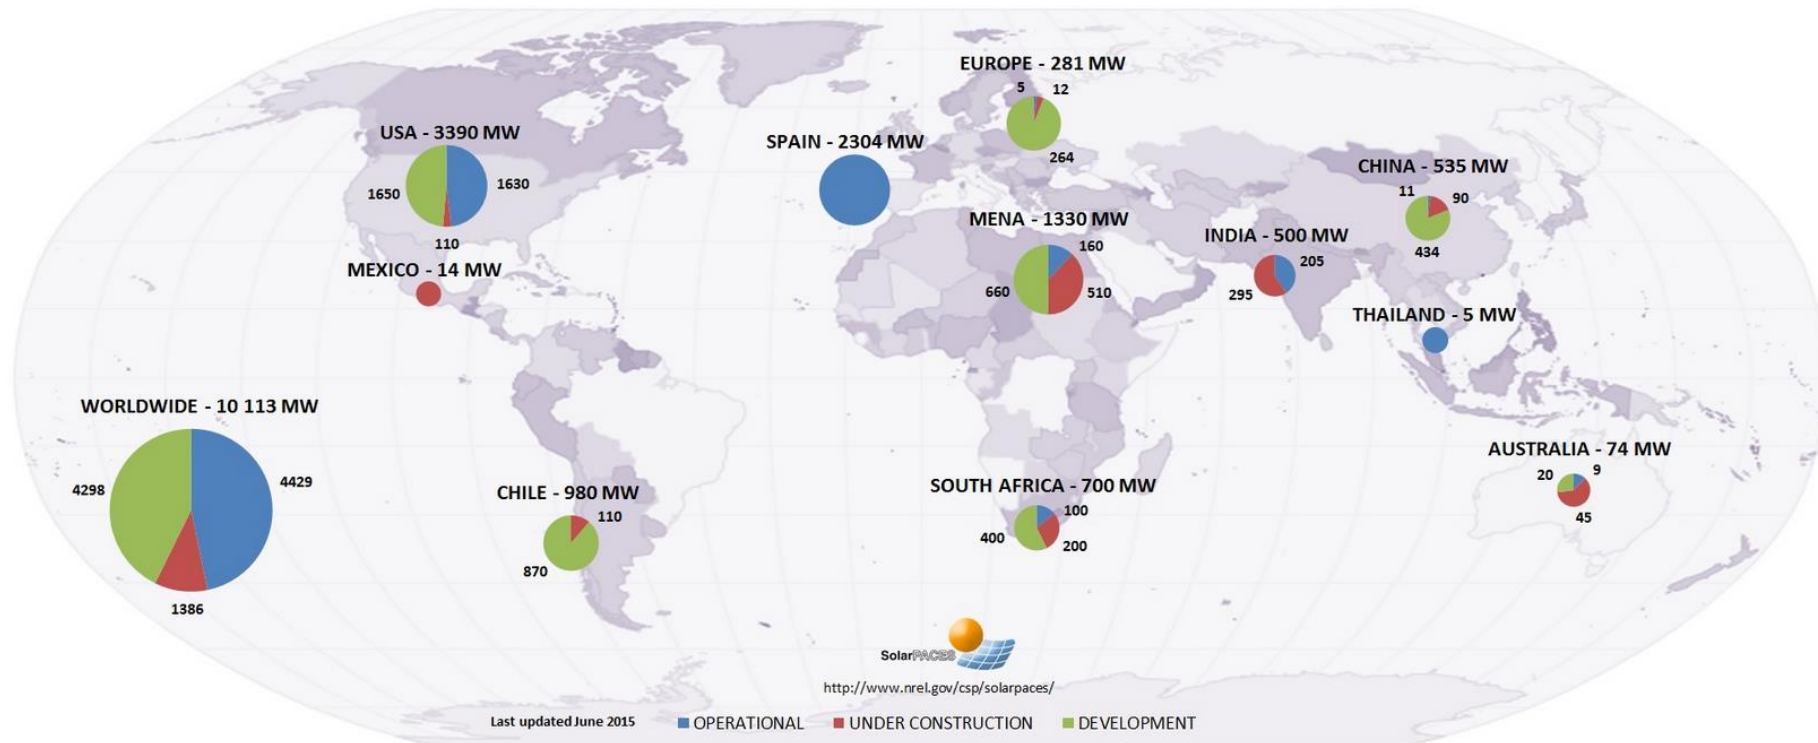 EUROPE - 281 MW
5
12
264
USA - 3390 MW
1650
1630
110
SPAIN - 2304 MW
CHINA - 535 MW
11
90
434
MENA - 1330 MW
160
660
510
INDIA - 500 MW
205
295
MEXICO - 14 MW
THAILAND - 5 MW
WORLDWIDE - 10 113 MW
4298
4429
1386
CHILE - 980 MW
110
870
SOUTH AFRICA - 700 MW
100
400
200
AUSTRALIA - 74 MW
20
9
45
SolarPACES
http://www.nrel.gov/csp/solarpaces/
Last updated June 2015
OPERATIONAL
UNDER CONSTRUCTION
DEVELOPMENT